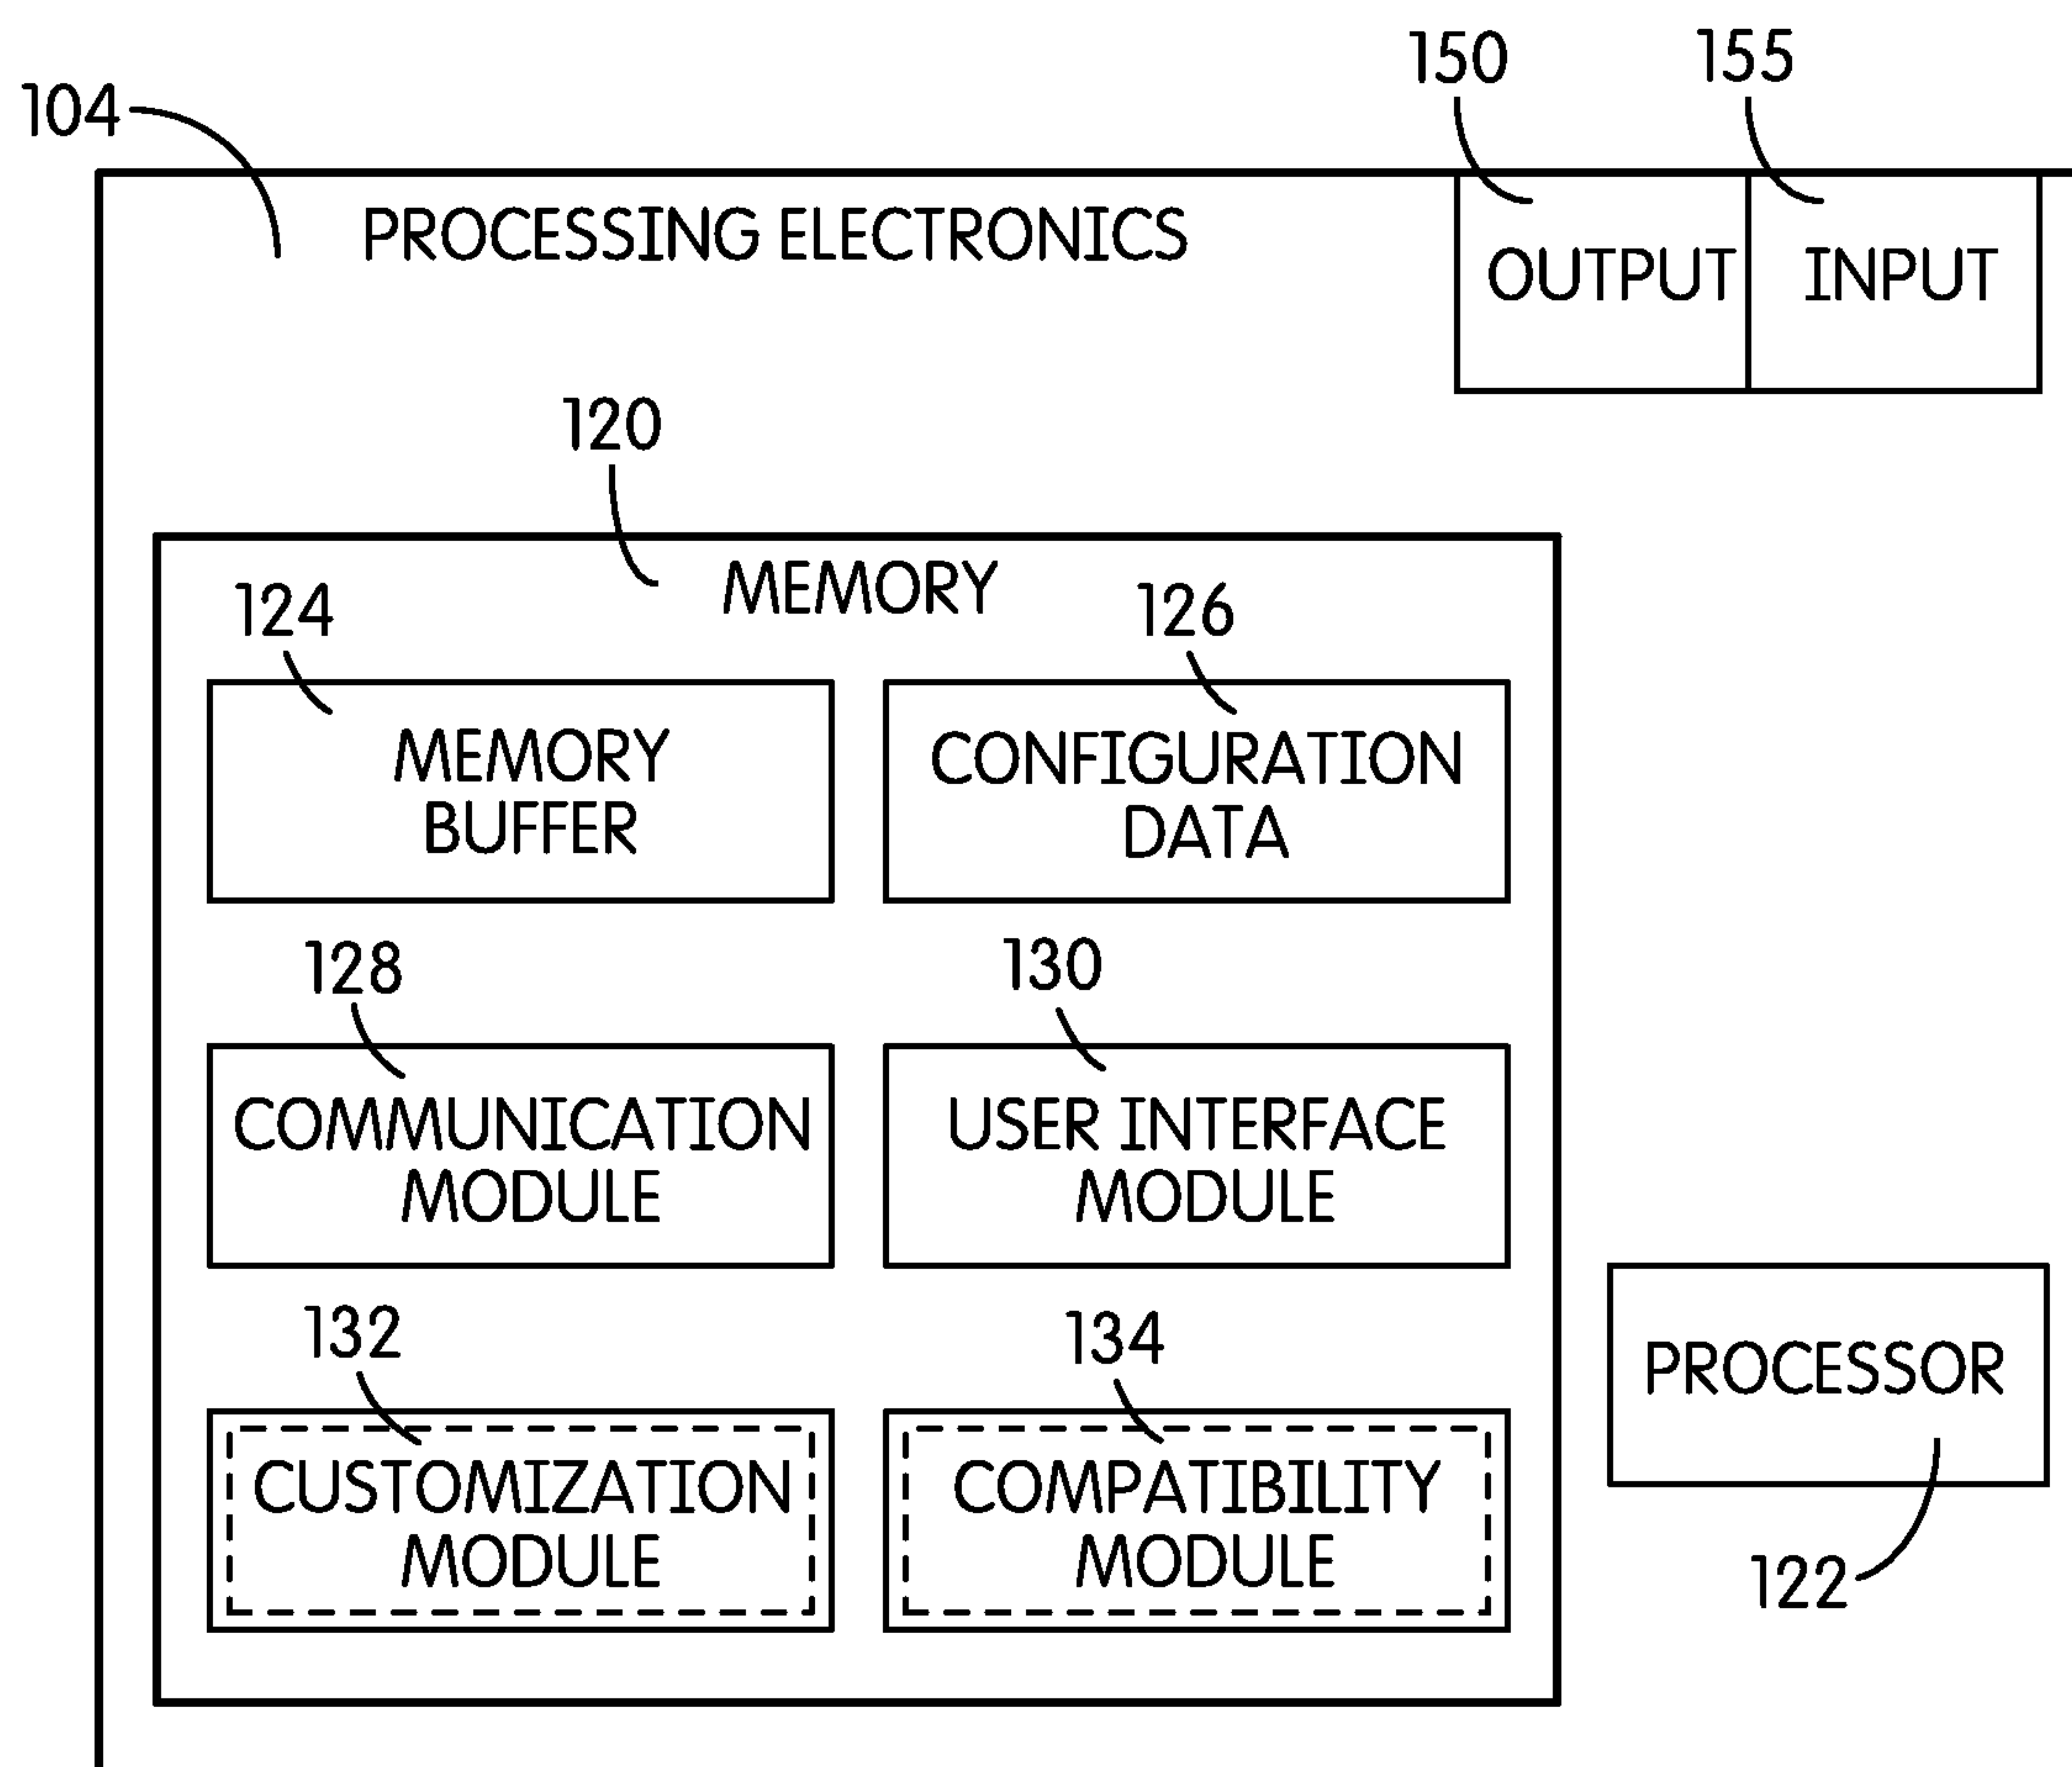 150
155
104
PROCESSING ELECTRONICS
OUTPUT
INPUT
120
MEMORY
124
126
MEMORY
BUFFER
CONFIGURATION
DATA
128
130
COMMUNICATION
MODULE
USER INTERFACE
MODULE
132
134
CUSTOMIZATION
MODULE
COMPATIBILITY
MODULE
PROCESSOR
122